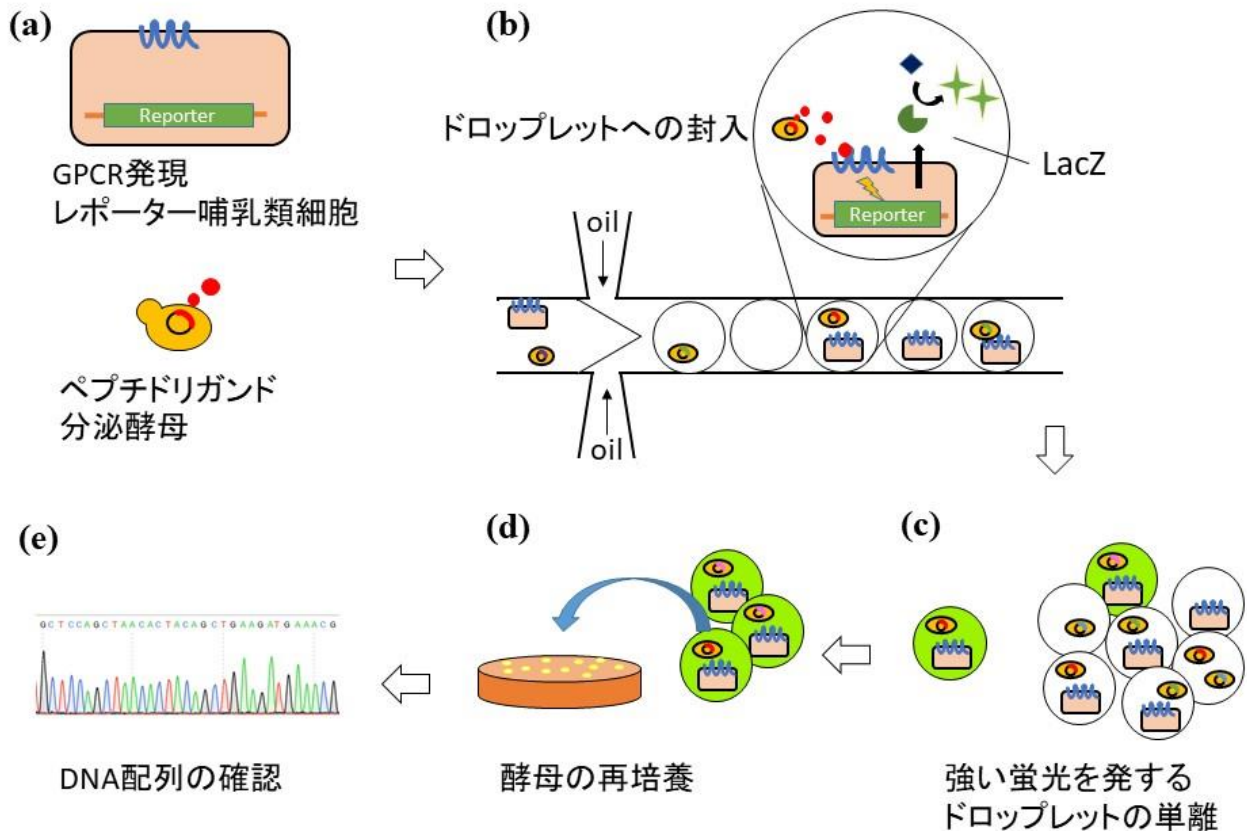 (a)
Reporter
GPCR発現
レポーター哺乳類細胞
ペプチドリガンド
分泌酵母
(b)
ドロップレットへの封入
LacZ
Reporter
oil
oil
(c)
強い蛍光を発する
ドロップレットの単離
(d)
酵母の再培養
(e)
GCTCCAGCTAACACTACAGCTGAAGATGAAACG
DNA配列の確認